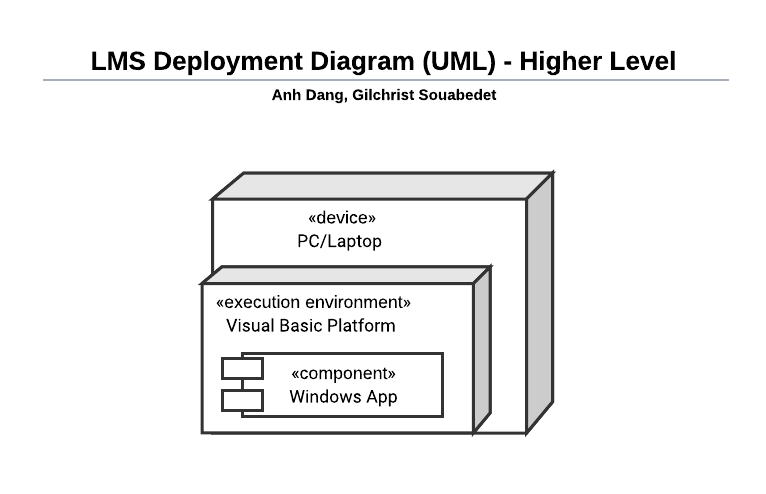 LMS Deployment Diagram (UML) - Higher Level
Anh Dang, Gilchrist Souabedet
«device»
PC/Laptop
«execution environment»
Visual Basic Platform
«component»
Windows App